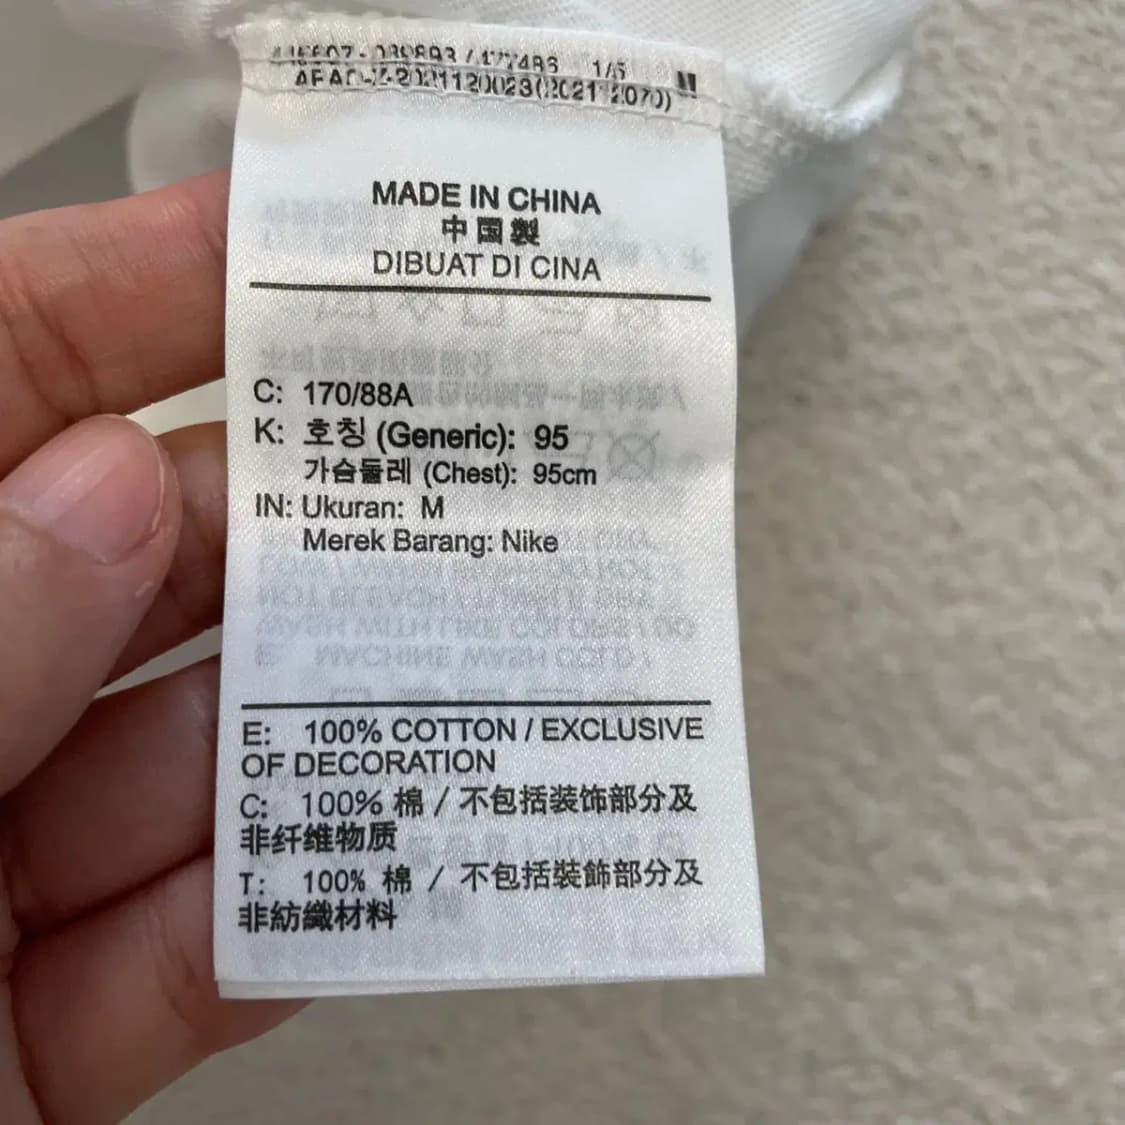 1/5 M
MADE IN CHINA
中国製
DIBUAT DI CINA
C: 170/88A
K: 호칭 (Generic): 95
가슴둘레 (Chest): 95cm
IN: Ukuran: M
Merek Barang: Nike
E: 100% COTTON / EXCLUSIVE
OF DECORATION
C: 100% 棉 / 不包括装饰部分及
非纤维物质
T: 100% 棉 / 不包括裝飾部分及
非紡織材料